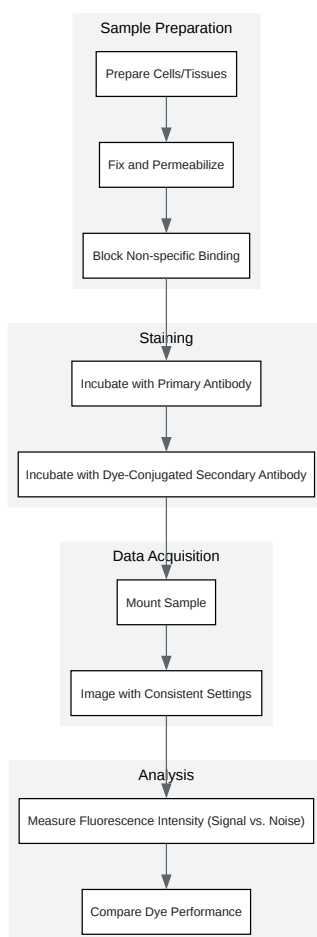 Sample Preparation
Prepare Cells/Tissues
Fix and Permeabilize
Block Non-specific Binding
Staining
Incubate with Primary Antibody
Incubate with Dye-Conjugated Secondary Antibody
Data Acquisition
Mount Sample
Image with Consistent Settings
Analysis
Measure Fluorescence Intensity (Signal vs. Noise)
Compare Dye Performance